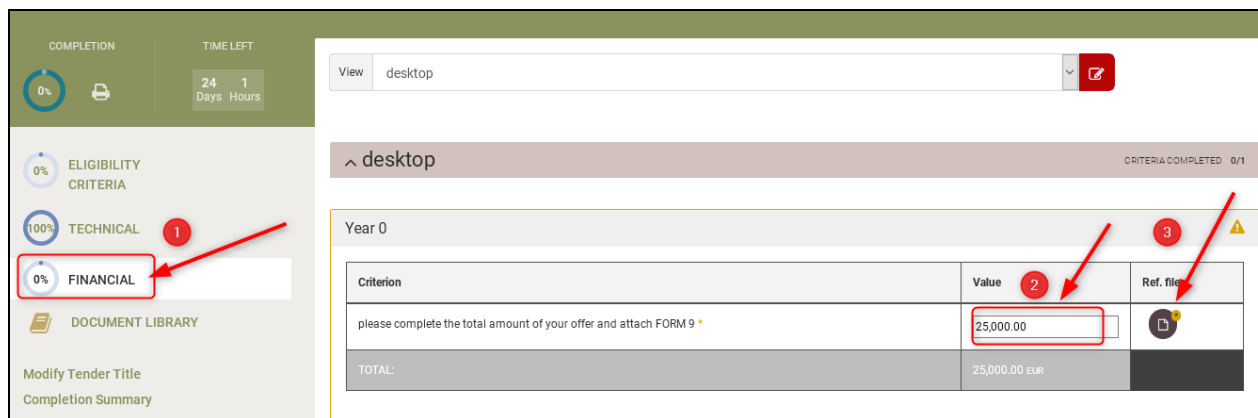 COMPLETION
TIME LEFT
0%
24 1
Days Hours
View desktop
0% ELIGIBILITY
CRITERIA
100% TECHNICAL
1
0% FINANCIAL
DOCUMENT LIBRARY
Modify Tender Title
Completion Summary
desktop
CRITERIA COMPLETED 0/1
Year 0
3
Criterion
Value
2
Ref. files
please complete the total amount of your offer and attach FORM 9 *
25,000.00
*
TOTAL:
25,000.00 EUR